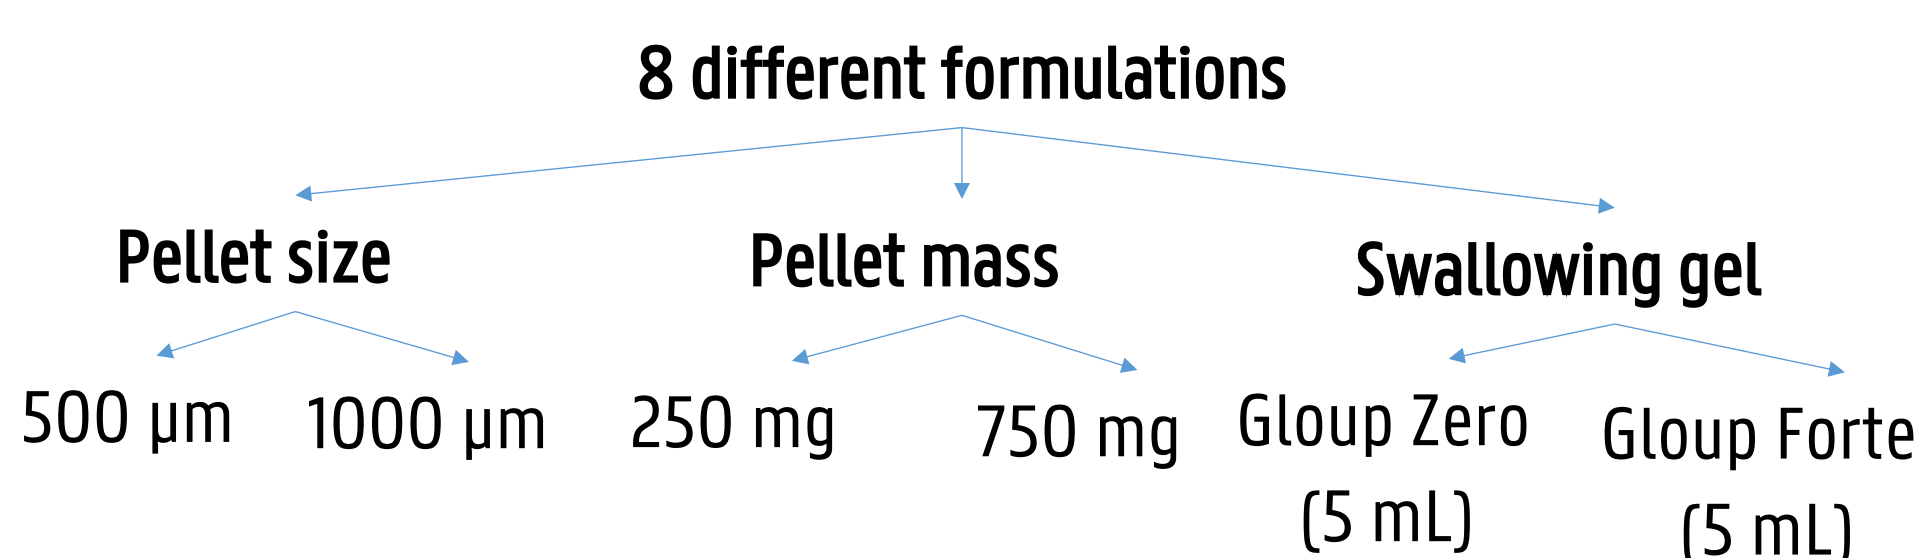 8 different formulations
Pellet size
Pellet mass
Swallowing gel
500 µm
1000 µm
250 mg
750 mg
Gloup Zero
(5 mL)
Gloup Forte
(5 mL)